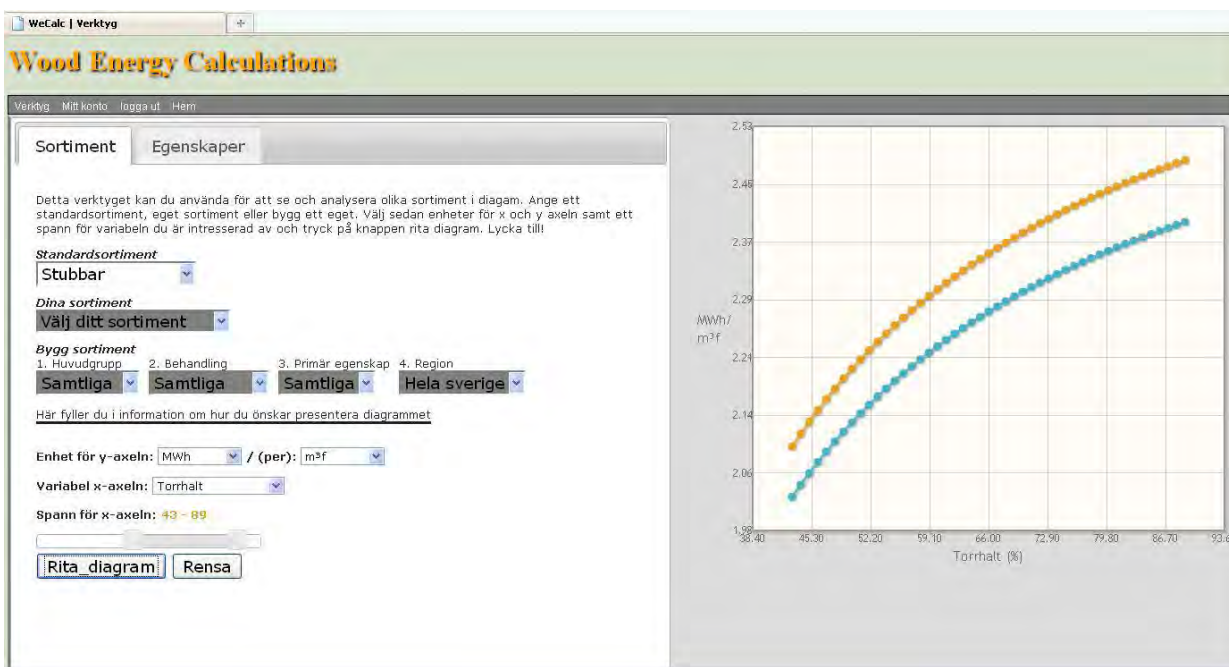 WeCalc | Verktyg
Wood Energy Calculations
Verktyg Mitt konto logga ut Hem
Sortiment Egenskaper
Detta verktyget kan du använda för att se och analysera olika sortiment i diagam. Ange ett
standardsortiment, eget sortiment eller bygg ett eget. Välj sedan enheter för x och y axeln samt ett
spann för variabeln du är intresserad av och tryck på knappen rita diagram. Lycka till!
Standardsortiment
Stubbar
Dina sortiment
Välj ditt sortiment
Bygg sortiment
1. Huvudgrupp 2. Behandling 3. Primär egenskap 4. Region
Samtliga Samtliga Samtliga Hela sverige
Här fyller du i information om hur du önskar presentera diagrammet
Enhet för y-axeln: MWh / (per): m³f
Variabel x-axeln: Torrhalt
Spann för x-axeln: 43 - 89
Rita_diagram Rensa
2.53
2.46
2.37
2.29
MWh/
m³f
2.24
2.14
2.06
1.98
38.40 45.30 52.20 59.10 66.00 72.90 79.80 86.70 93.6
Torrhalt (%)